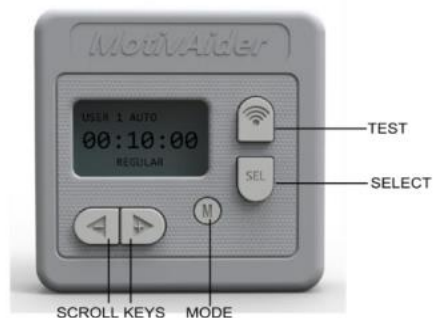 MotivAider
USER 1 AUTO
00:10:00
REGULAR
TEST
SEL
SELECT
M
SCROLL KEYS
MODE